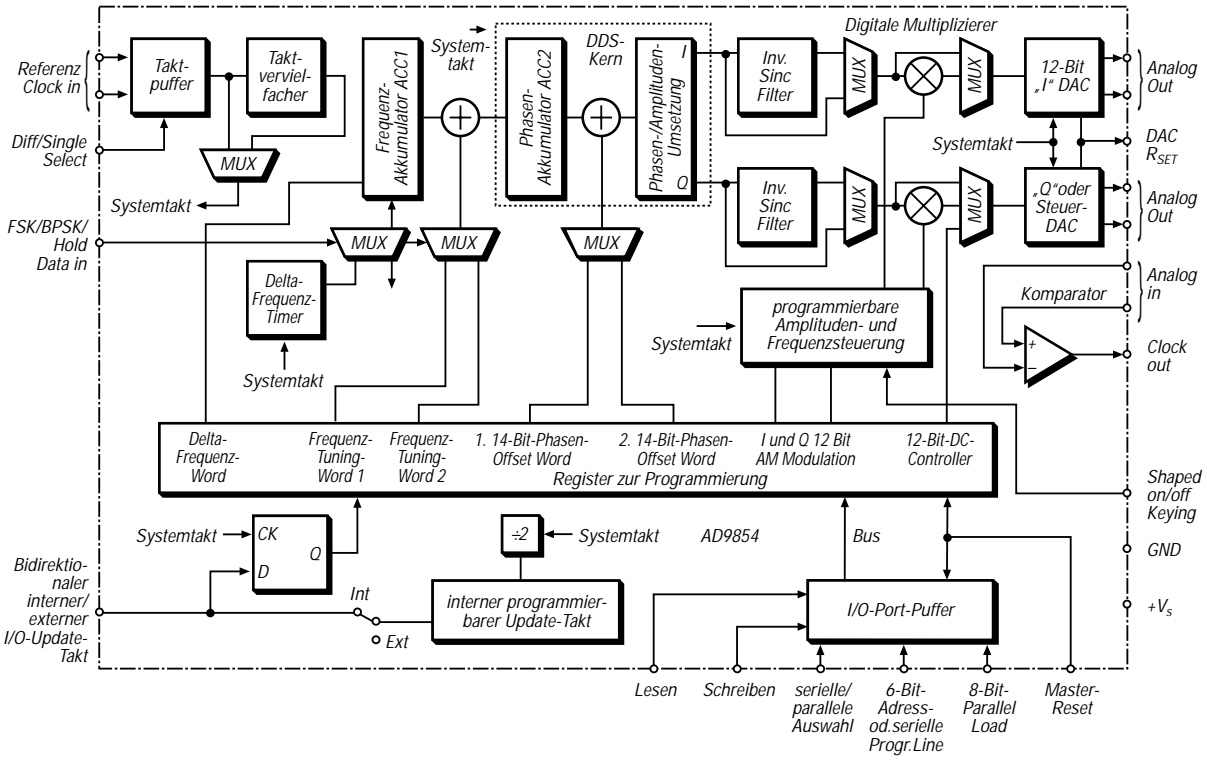 Referenz
Clock in
Takt-
puffer
Takt-
verviel-
facher
Diff/Single
Select
MUX
Systemtakt
Frequenz-
Akkumulator ACC1
Systemtakt
Phasen-
Akkumulator ACC2
DDS-
Kern
Phasen-/Amplituden-
Umsetzung
I
Q
Digitale Multiplizierer
Inv.
Sinc
Filter
MUX
MUX
12-Bit
„I“ DAC
Analog
Out
Systemtakt
DAC
RSET
Inv.
Sinc
Filter
MUX
MUX
„Q“oder
Steuer-
DAC
Analog
Out
FSK/BPSK/
Hold
Data in
MUX
MUX
MUX
Delta-
Frequenz-
Timer
Systemtakt
programmierbare
Amplituden- und
Frequenzsteuerung
Systemtakt
Analog
in
Komparator
+
−
Clock
out
Delta-
Frequenz-
Word
Frequenz-
Tuning-
Word 1
Frequenz-
Tuning-
Word 2
1. 14-Bit-Phasen-
Offset Word
2. 14-Bit-Phasen-
Offset Word
I und Q 12 Bit
AM Modulation
12-Bit-DC-
Controller
Register zur Programmierung
Shaped
on/off
Keying
Systemtakt
CK
Q
D
÷2
Systemtakt
AD9854
Bus
GND
Bidirektio-
naler
interner/
externer
I/O-Update-
Takt
Int
Ext
interner programmier-
barer Update-Takt
I/O-Port-Puffer
+VS
Lesen
Schreiben
serielle/
parallele
Auswahl
6-Bit-
Adress-
od.serielle
Progr.Line
8-Bit-
Parallel
Load
Master-
Reset